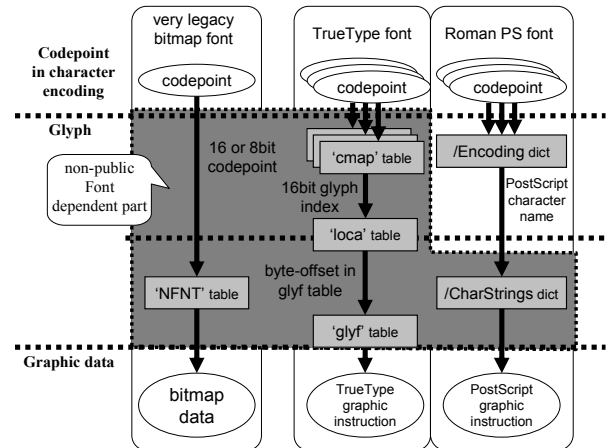 very legacy
bitmap font
TrueType font
Roman PS font
Codepoint
in character
encoding
codepoint
codepoint
codepoint
Glyph
16 or 8bit
codepoint
'cmap' table
/Encoding dict
non-public
Font
dependent part
16bit glyph
index
PostScript
character
name
'loca' table
byte-offset in
glyf table
'NFNT' table
/CharStrings dict
'glyf' table
Graphic data
bitmap
data
TrueType
graphic
instruction
PostScript
graphic
instruction